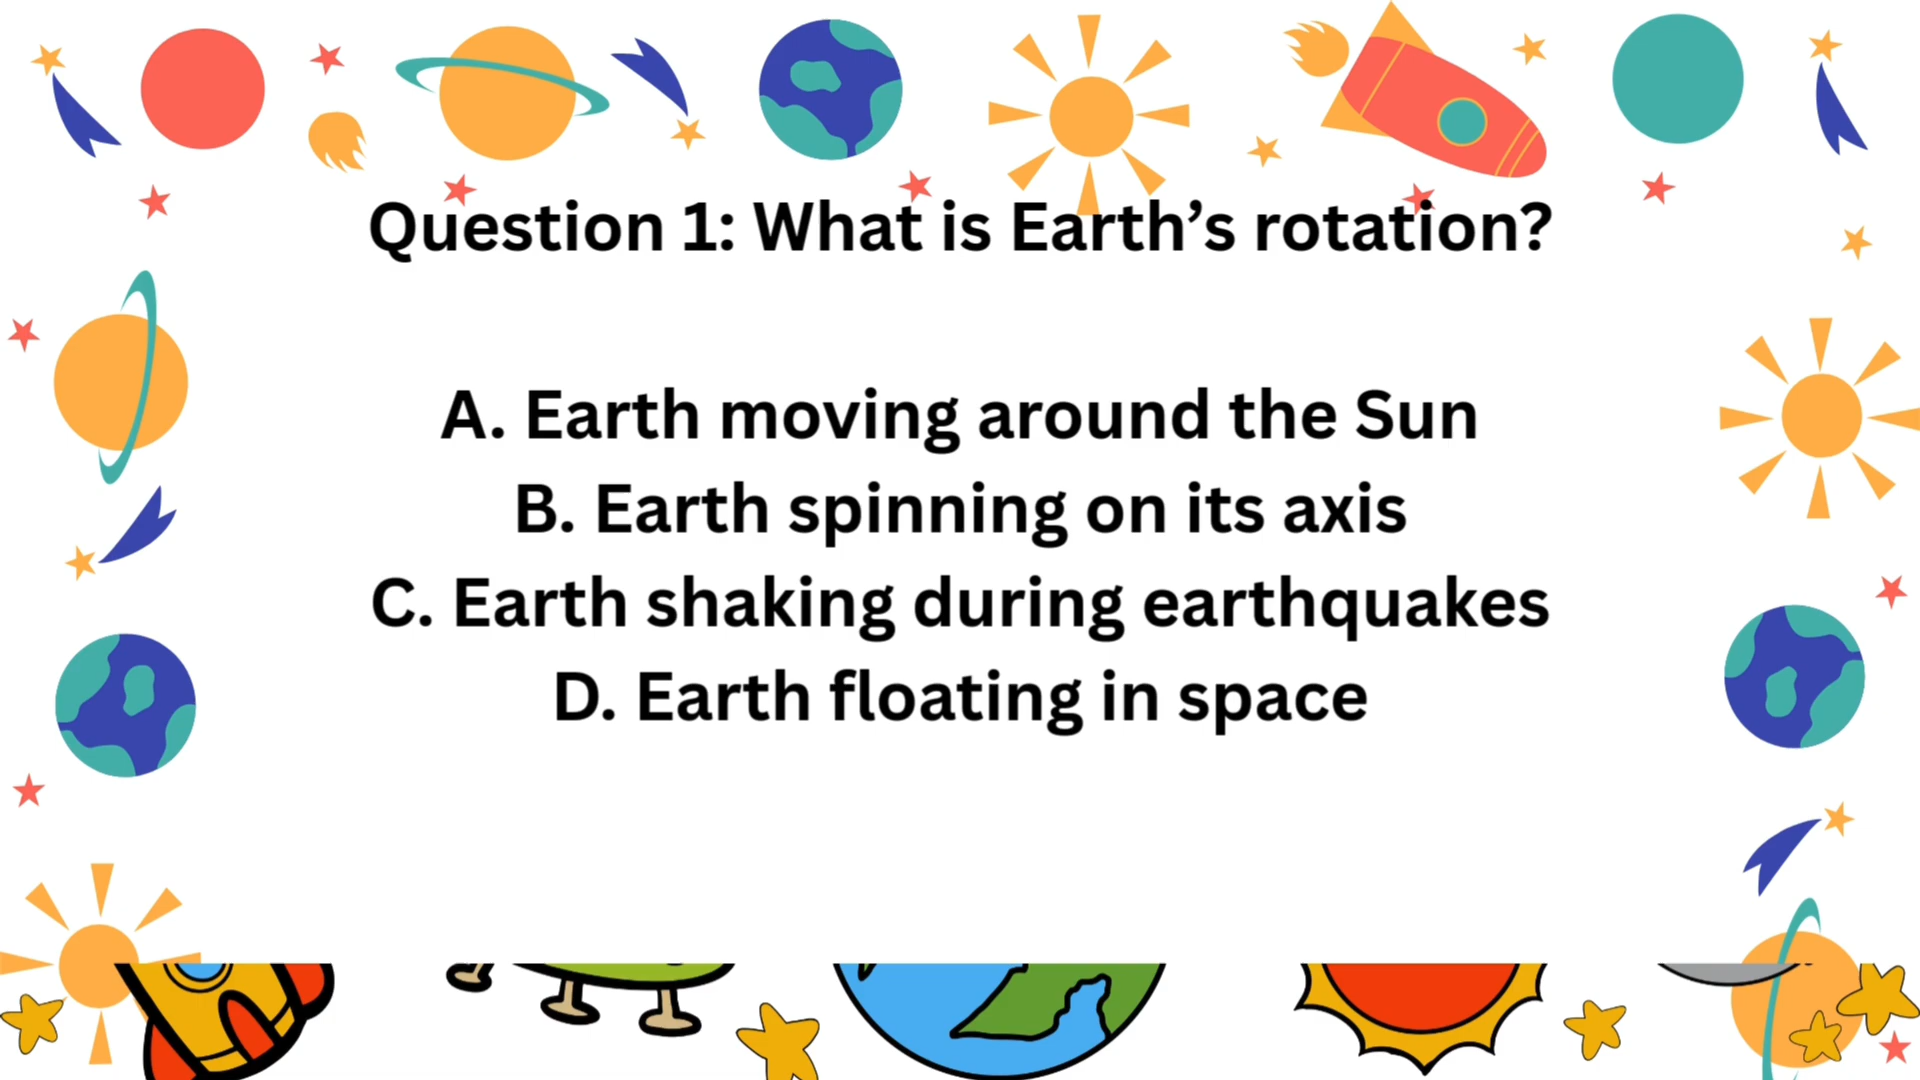 Question 1: What is Earth’s rotation?
A. Earth moving around the Sun
B. Earth spinning on its axis
C. Earth shaking during earthquakes
D. Earth floating in space